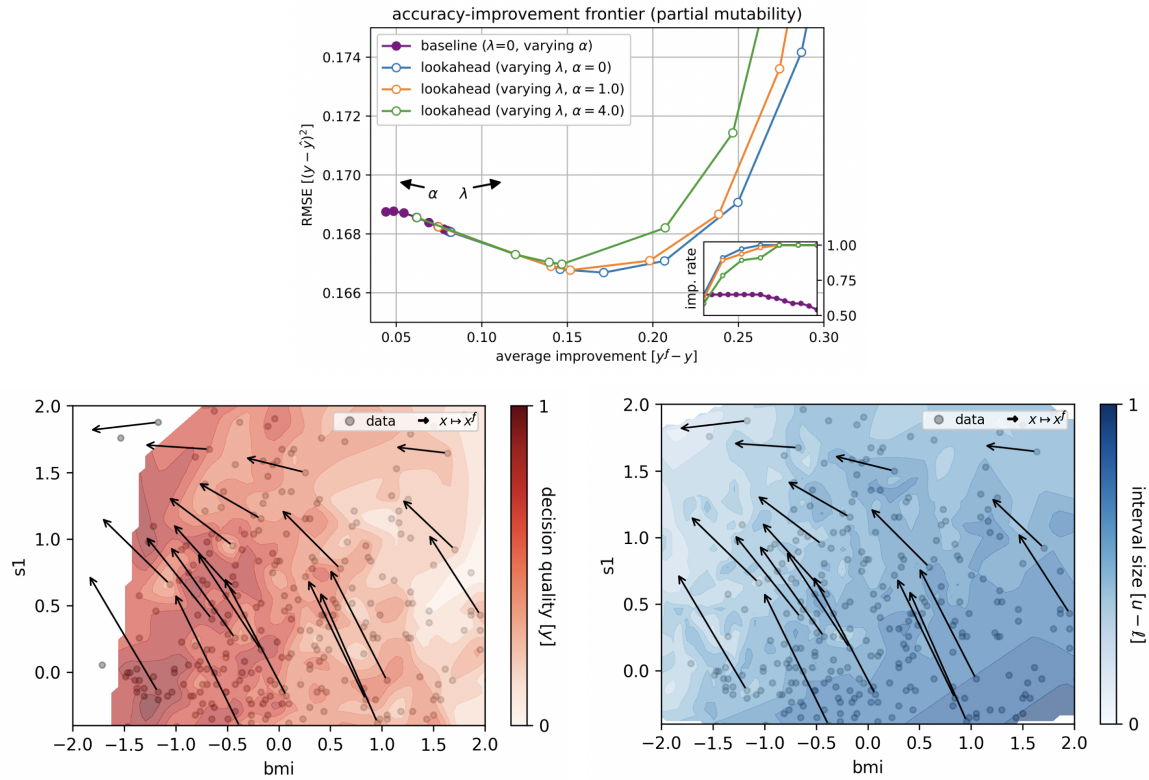 accuracy-improvement frontier (partial mutability)
baseline (λ=0, varying α)
lookahead (varying λ, α = 0)
lookahead (varying λ, α = 1.0)
lookahead (varying λ, α = 4.0)
RMSE [(y − ŷ)²]
0.174
0.172
0.170
0.168
0.166
α λ
imp. rate
1.00
0.75
0.50
0.05 0.10 0.15 0.20 0.25 0.30
average improvement [yᶠ − y]
data x ↦ xᶠ
s1
2.0
1.5
1.0
0.5
0.0
−2.0 −1.5 −1.0 −0.5 0.0 0.5 1.0 1.5 2.0
bmi
1
0
decision quality [y]
data x ↦ xᶠ
s1
2.0
1.5
1.0
0.5
0.0
−2.0 −1.5 −1.0 −0.5 0.0 0.5 1.0 1.5 2.0
bmi
1
0
interval size [u − ℓ]